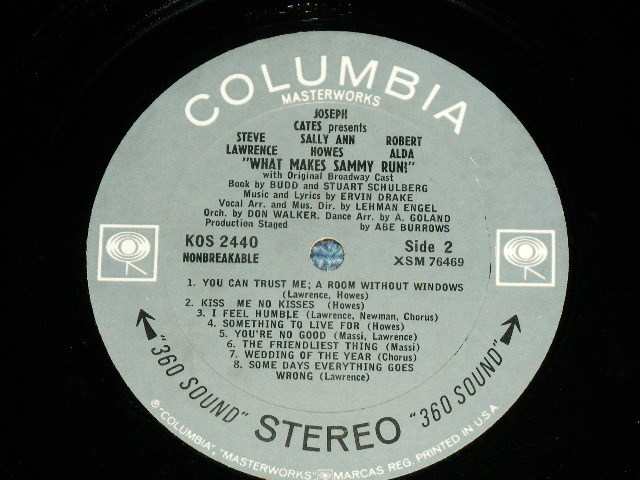 COLUMBIA
MASTERWORKS
JOSEPH
CATES presents
STEVE SALLY ANN ROBERT
LAWRENCE HOWES ALDA
"WHAT MAKES SAMMY RUN?"
with Original Broadway Cast
Book by BUDD and STUART SCHULBERG
Music and Lyrics by ERVIN DRAKE
Vocal Arr. and Mus. Dir. by LEHMAN ENGEL
Orch. by DON WALKER. Dance Arr. by A. GOLAND
Production Staged by ABE BURROWS
KOS 2440 Side 2
NONBREAKABLE XSM 76469
1. YOU CAN TRUST ME; A ROOM WITHOUT WINDOWS
(Lawrence, Howes)
2. KISS ME NO KISSES (Howes)
3. I FEEL HUMBLE (Lawrence, Newman, Chorus)
4. SOMETHING TO LIVE FOR (Howes)
5. YOU'RE NO GOOD (Massi, Lawrence)
6. THE FRIENDLIEST THING (Massi)
7. WEDDING OF THE YEAR (Chorus)
8. SOME DAYS EVERYTHING GOES
WRONG (Lawrence)
"360 SOUND" STEREO "360 SOUND"
℗ "COLUMBIA", "MASTERWORKS" MARCAS REG. PRINTED IN U.S.A.